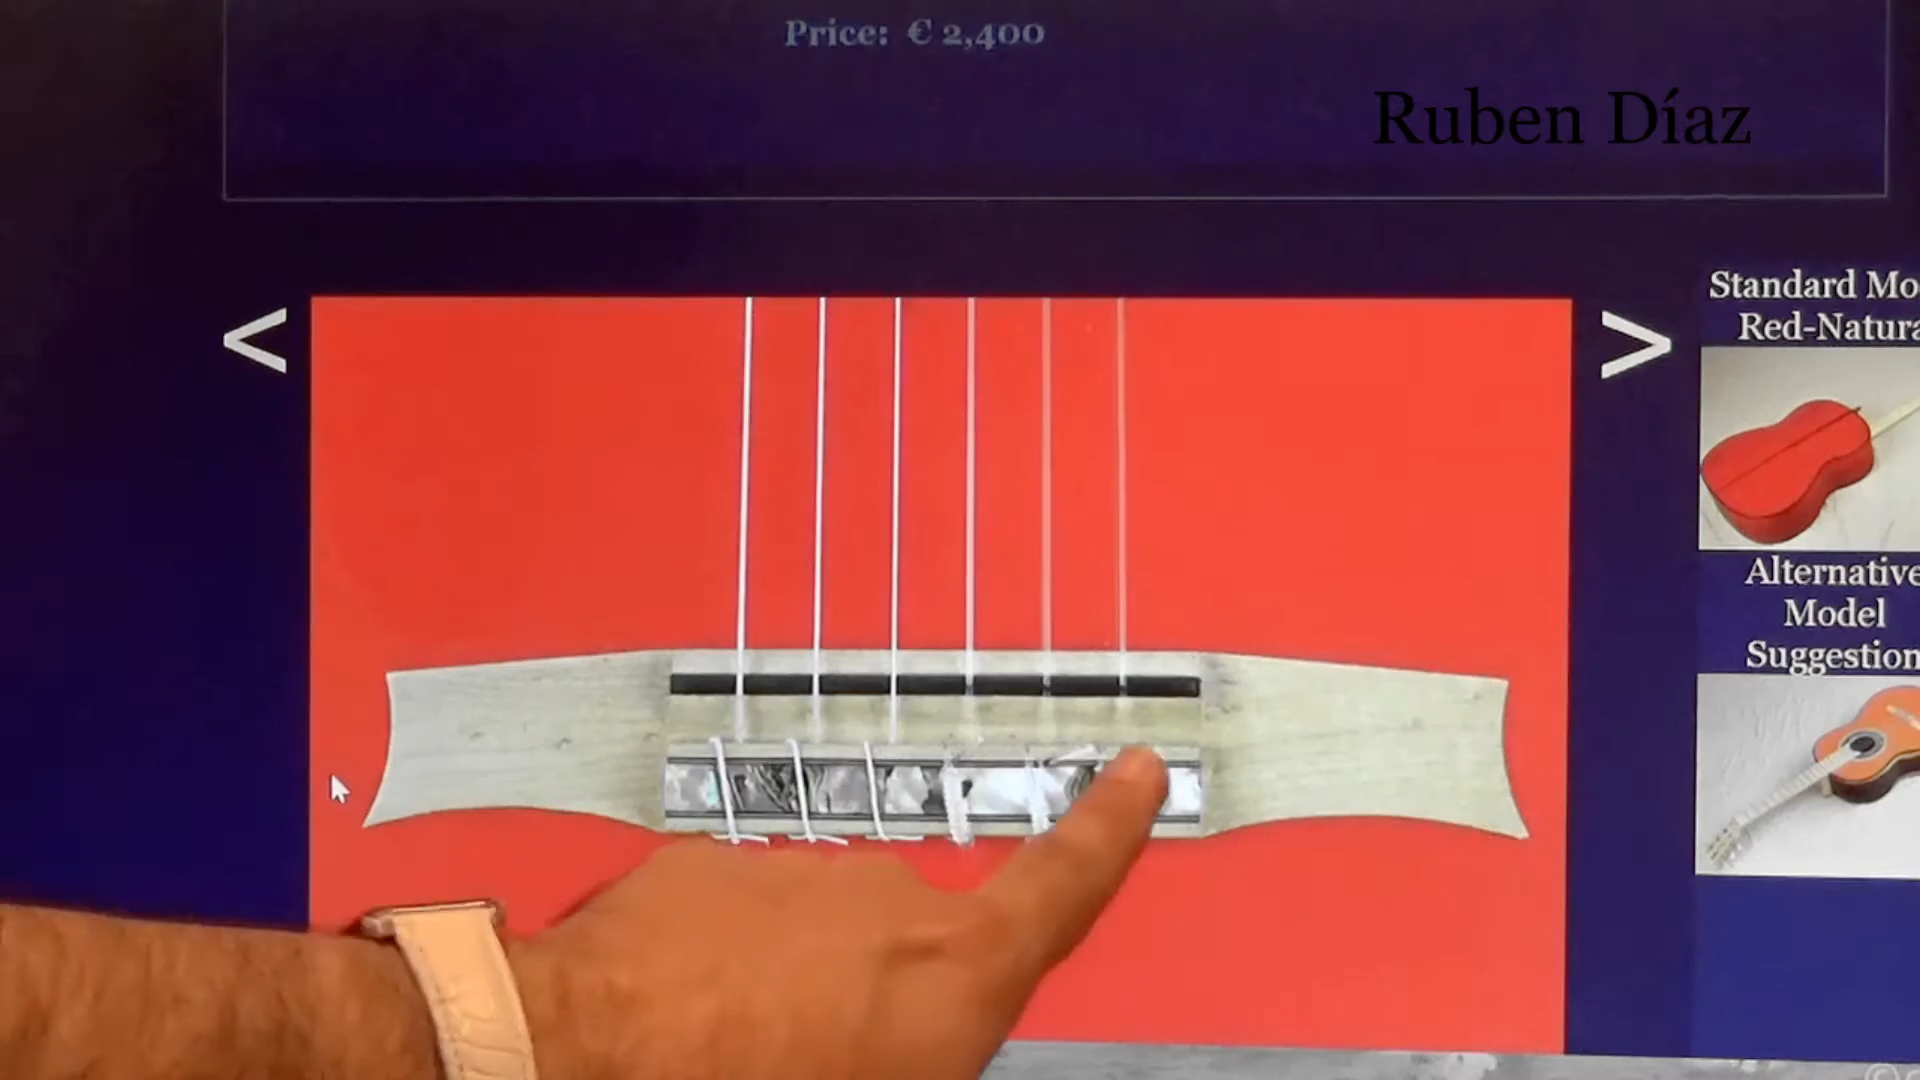 Price: € 2,400
Ruben Díaz
<
>
Standard Mo
Red-Natura
Alternative
Model
Suggestion
©